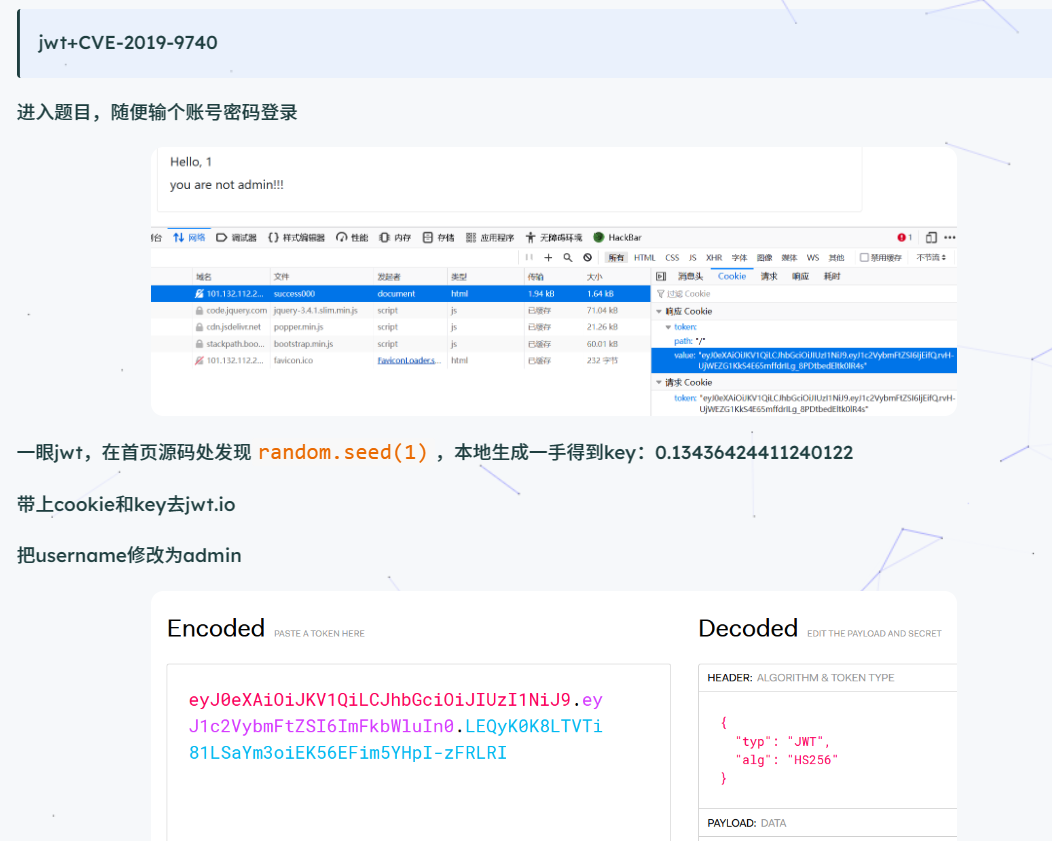 jwt+CVE-2019-9740
进入题目，随便输个账号密码登录
Hello, 1
you are not admin!!!
网络 调试器 样式编辑器 性能 内存 存储 应用程序 无障碍环境 HackBar 1
所有 HTML CSS JS XHR 字体 图像 媒体 WS 其他 禁用缓存 不节流
域名 文件 发起者 类型 传输 大小 消息头 Cookie 请求 响应 耗时
101.132.112.2... success000 document html 1.94 kB 1.64 kB
过滤 Cookie
code.jquery.com jquery-3.4.1.slim.min.js script js 已缓存 71.04 kB
响应 Cookie
cdn.jsdelivr.net popper.min.js script js 已缓存 21.26 kB
token:
stackpath.boo... bootstrap.min.js script js 已缓存 60.01 kB
path: "/"
101.132.112.2... favicon.ico FaviconLoader.s... html 已缓存 232 字节
value:
请求 Cookie
token:
一眼jwt，在首页源码处发现 random.seed(1) ，本地生成一手得到key：0.13436424411240122
带上cookie和key去jwt.io
把username修改为admin
Encoded PASTE A TOKEN HERE
Decoded EDIT THE PAYLOAD AND SECRET
eyJ0eXAiOiJKV1QiLCJhbGciOiJIUzI1NiJ9.ey
J1c2VybmFtZSI6ImFkbWluIn0.LEQyK0K8LTVTi
81LSaYm3oiEK56EFim5YHpI-zFRLRI
HEADER: ALGORITHM & TOKEN TYPE
{
"typ": "JWT",
"alg": "HS256"
}
PAYLOAD: DATA